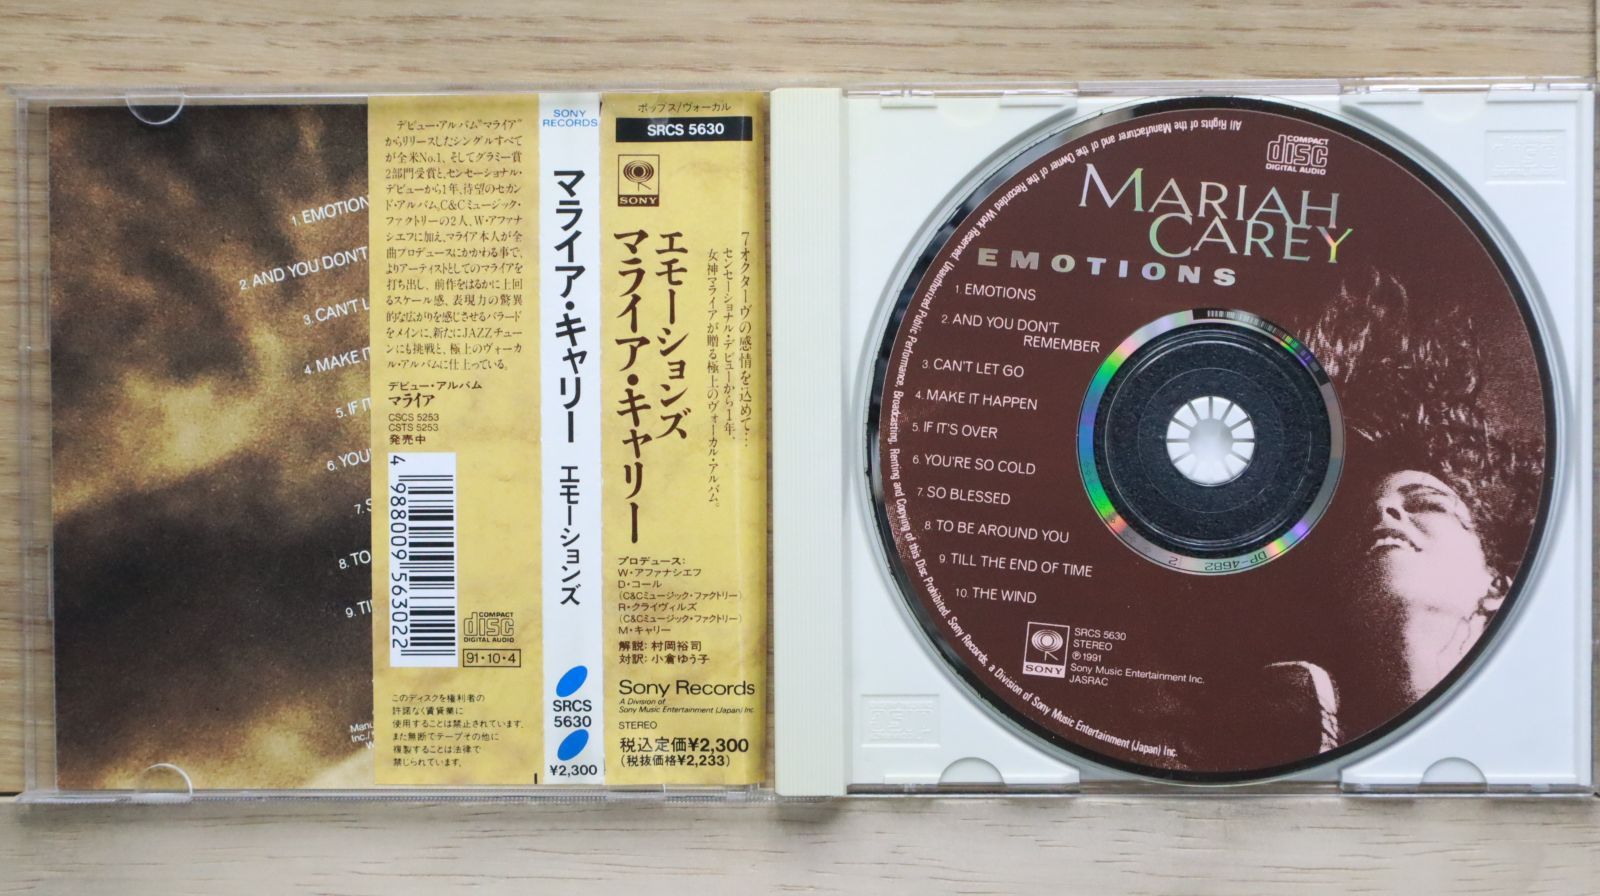 1. EMOTION
2. AND YOU DON'T
3. CAN'T L
4. MAKE IT
5. IF IT
6. YOU
7. S
8. TO
9. TI
Manu
Inc./
W
デビュー・アルバム“マライア”
からリリースしたシングルすべて
が全米No.1、そしてグラミー賞
2部門受賞と、センセーショナル・
デビューから1年、待望のセカン
ド・アルバム。C&Cミュージック・
ファクトリーの2人、W・アファナ
シエフに加え、マライア本人が全
曲プロデュースにかかわる事で、
よりアーティストとしてのマライアを
打ち出し、前作をはるかに上回
るスケール感、表現力の驚異
的な広がりを感じさせるバラード
をメインに、新たにJAZZチュー
ンにも挑戦と、極上のヴォーカ
ル・アルバムに仕上っている。
デビュー・アルバム
マライア
CSCS 5253
CSTS 5253
発売中
4 988009 563022
COMPACT
disc
DIGITAL AUDIO
91・10・4
このディスクを権利者の
許諾なく賃貸業に
使用することは禁止されています。
また無断でテープその他に
複製することは法律で
禁じられています。
SONY
RECORDS
マライア・キャリー エモーションズ
SRCS
5630
¥2,300
ポップス/ヴォーカル
SRCS 5630
SONY
7オクターヴの感情を込めて…
センセーショナル・デビューから1年、
女神マライアが贈る極上のヴォーカル・アルバム。
エモーションズ
マライア・キャリー
プロデュース:
W・アファナシエフ
D・コール
(C&Cミュージック・ファクトリー)
R・クライヴィルズ
(C&Cミュージック・ファクトリー)
M・キャリー
解説: 村岡裕司
対訳: 小倉ゆう子
Sony Records
A Division of
Sony Music Entertainment (Japan) Inc.
STEREO
税込定価¥2,300
(税抜価格¥2,233)
All Rights of the Manufacturer and of the Owner of the Recorded Work Reserved. Unauthorized Public Performance, Broadcasting, Renting and Copying of this Disc Prohibited. Sony Records, a Division of Sony Music Entertainment (Japan) Inc.
COMPACT
disc
DIGITAL AUDIO
MARIAH
CAREY
EMOTIONS
1. EMOTIONS
2. AND YOU DON'T
REMEMBER
3. CAN'T LET GO
4. MAKE IT HAPPEN
5. IF IT'S OVER
6. YOU'RE SO COLD
7. SO BLESSED
8. TO BE AROUND YOU
9. TILL THE END OF TIME
10. THE WIND
DP-4682 2
SONY
SRCS 5630
STEREO
℗1991
Sony Music Entertainment Inc.
JASRAC